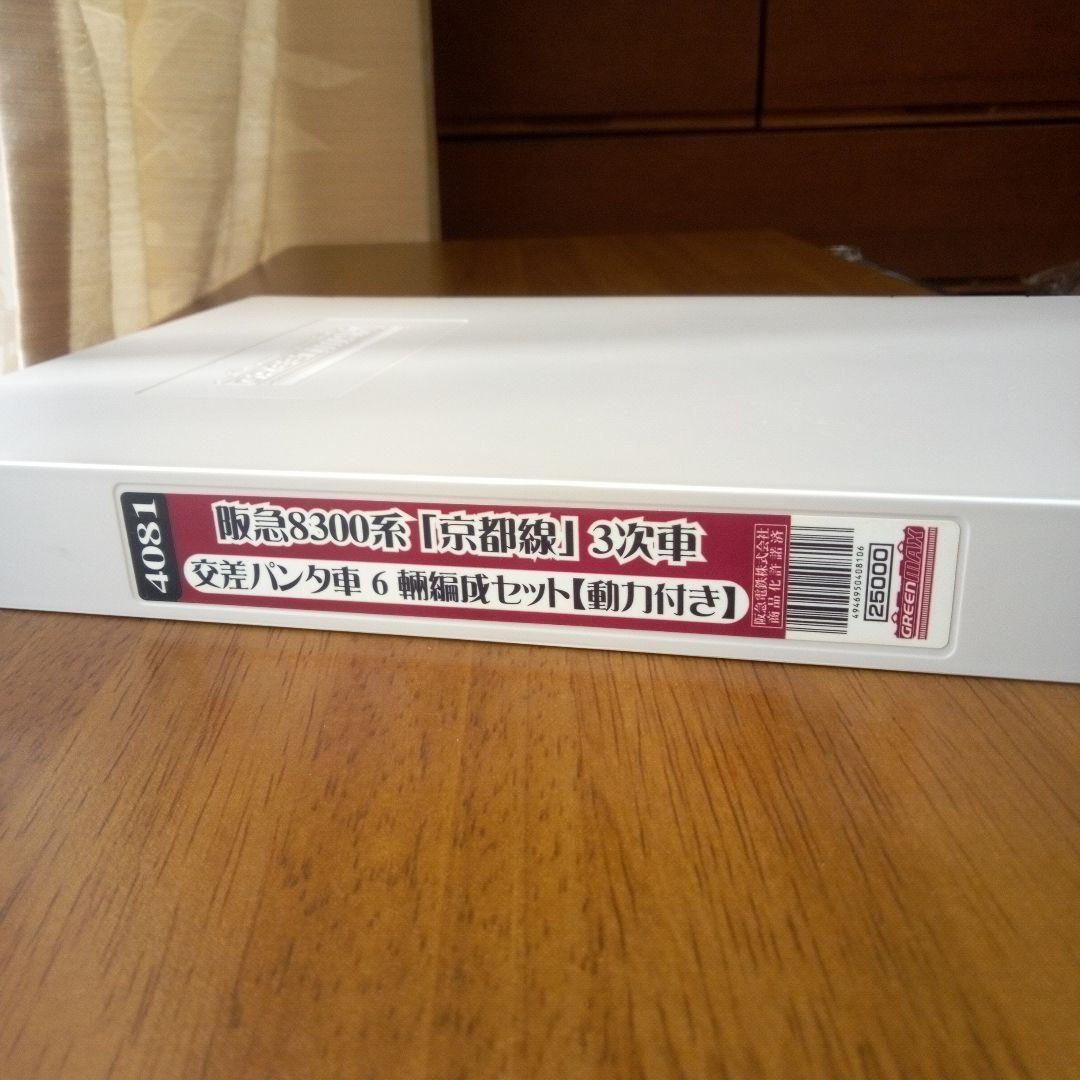 4081
阪急8300系「京都線」3次車
交差パンタ車 6 輛編成セット【動力付き】
阪急電鉄株式会社
商品化許諾済
4946950408106
25000
GREENMAX